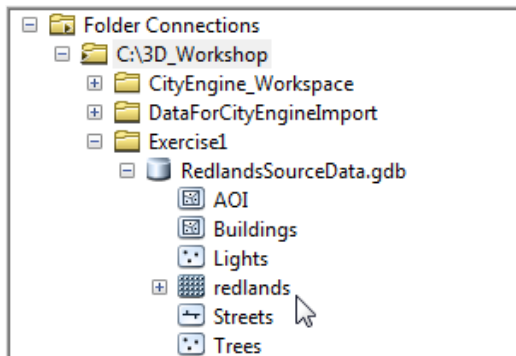 Folder Connections
C:\3D_Workshop
CityEngine_Workspace
DataForCityEngineImport
Exercise1
RedlandsSourceData.gdb
AOI
Buildings
Lights
redlands
Streets
Trees